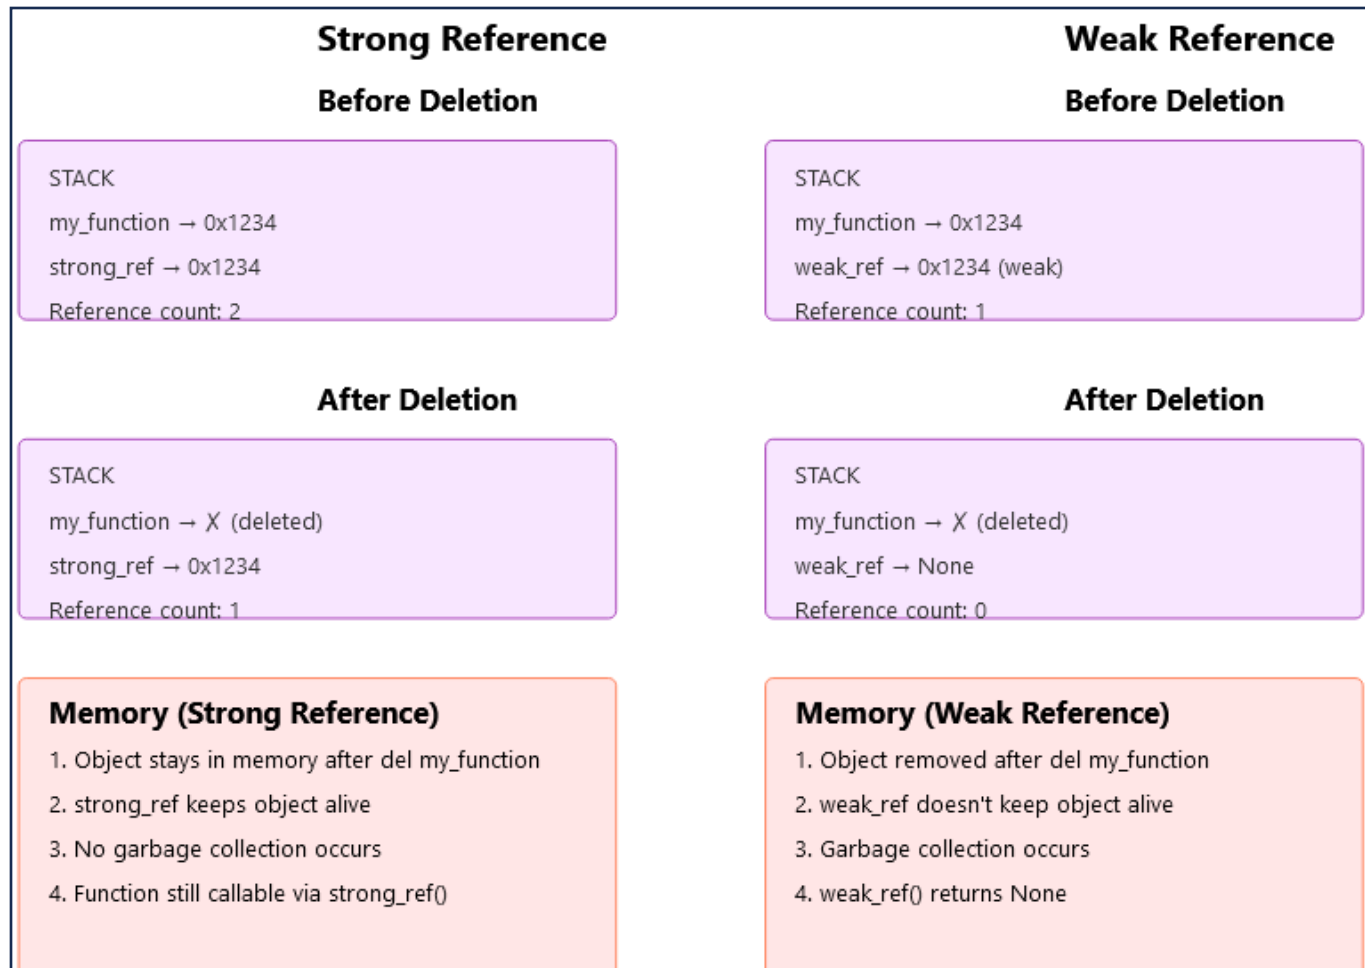 Strong Reference
Before Deletion
STACK
my_function → 0x1234
strong_ref → 0x1234
Reference count: 2
After Deletion
STACK
my_function → X (deleted)
strong_ref → 0x1234
Reference count: 1
Memory (Strong Reference)
1. Object stays in memory after del my_function
2. strong_ref keeps object alive
3. No garbage collection occurs
4. Function still callable via strong_ref()
Weak Reference
Before Deletion
STACK
my_function → 0x1234
weak_ref → 0x1234 (weak)
Reference count: 1
After Deletion
STACK
my_function → X (deleted)
weak_ref → None
Reference count: 0
Memory (Weak Reference)
1. Object removed after del my_function
2. weak_ref doesn't keep object alive
3. Garbage collection occurs
4. weak_ref() returns None